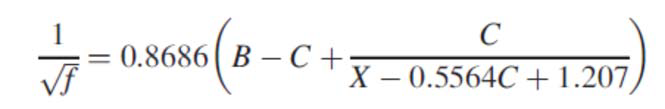 1/√f = 0.8686(B − C + C/(X − 0.5564C + 1.207))